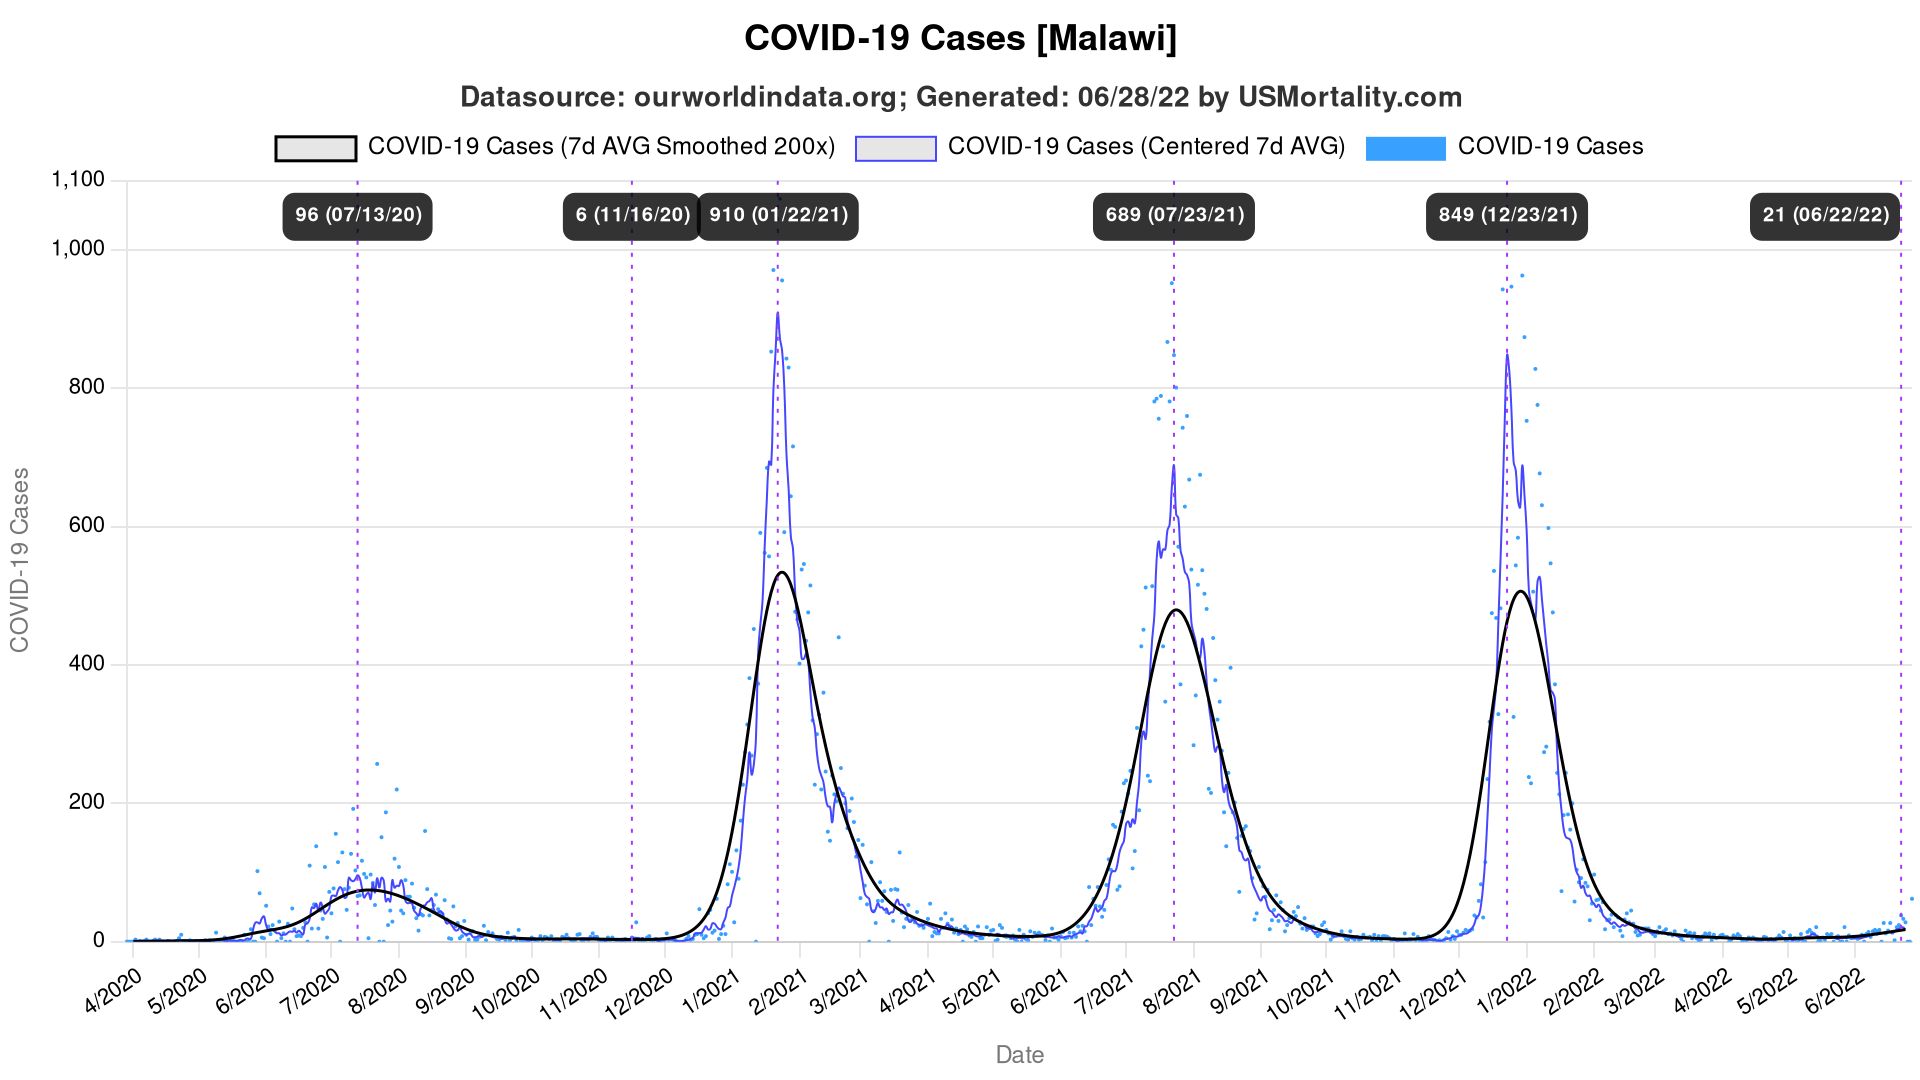 COVID-19 Cases [Malawi]
Datasource: ourworldindata.org; Generated: 06/28/22 by USMortality.com
COVID-19 Cases (7d AVG Smoothed 200x) COVID-19 Cases (Centered 7d AVG) COVID-19 Cases
1,100
96 (07/13/20) 6 (11/16/20) 910 (01/22/21) 689 (07/23/21) 849 (12/23/21) 21 (06/22/22)
1,000
800
600
400
200
0
COVID-19 Cases
4/2020 5/2020 6/2020 7/2020 8/2020 9/2020 10/2020 11/2020 12/2020 1/2021 2/2021 3/2021 4/2021 5/2021 6/2021 7/2021 8/2021 9/2021 10/2021 11/2021 12/2021 1/2022 2/2022 3/2022 4/2022 5/2022 6/2022
Date